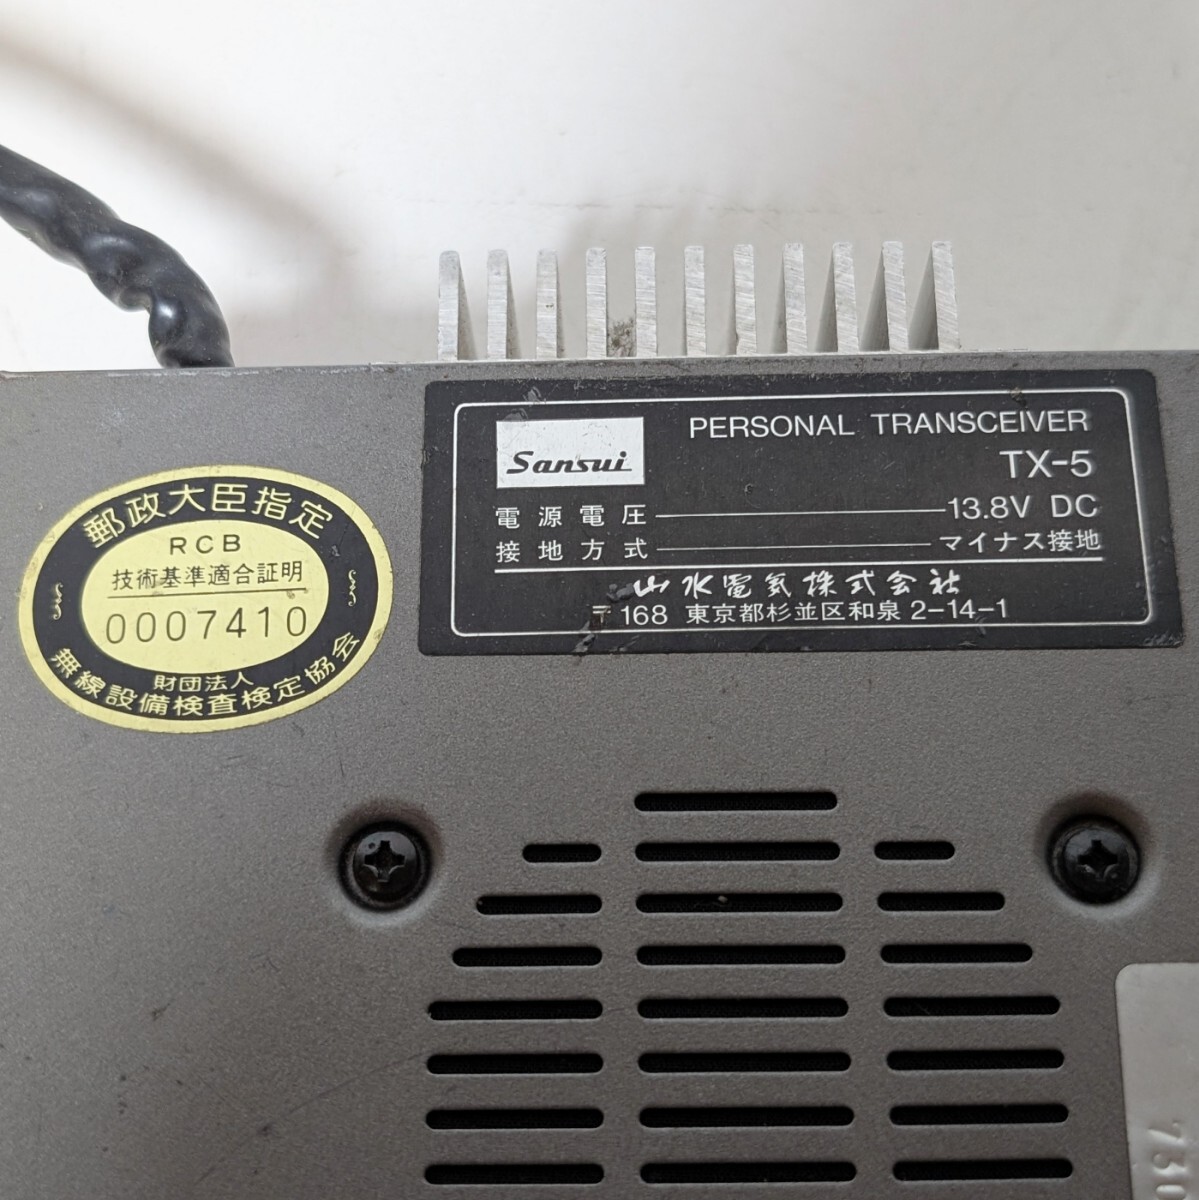 郵政大臣指定
RCB
技術基準適合証明
0007410
財団法人
無線設備検査検定協会
Sansui
PERSONAL TRANSCEIVER
TX-5
電源電圧 13.8V DC
接地方式 マイナス接地
山水電気株式会社
〒168 東京都杉並区和泉2-14-1